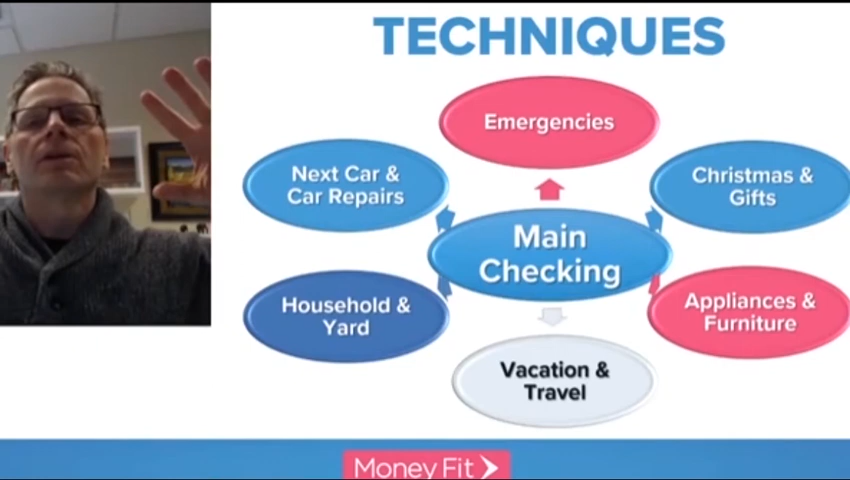 TECHNIQUES
Emergencies
Next Car &
Car Repairs
Christmas &
Gifts
Main
Checking
Household &
Yard
Appliances &
Furniture
Vacation &
Travel
Money Fit